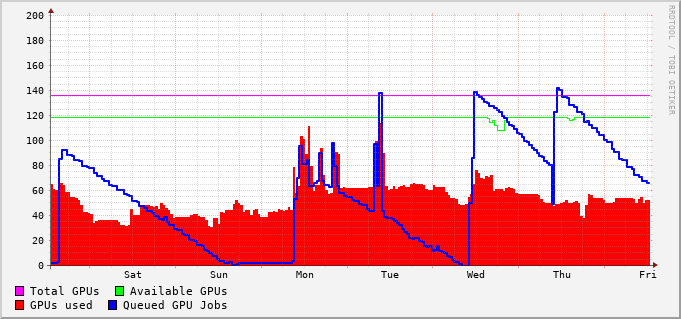 200
180
160
140
120
100
80
60
40
20
0
Sat Sun Mon Tue Wed Thu Fri
Total GPUs Available GPUs
GPUs used Queued GPU Jobs
RRDTOOL / TOBI OETIKER